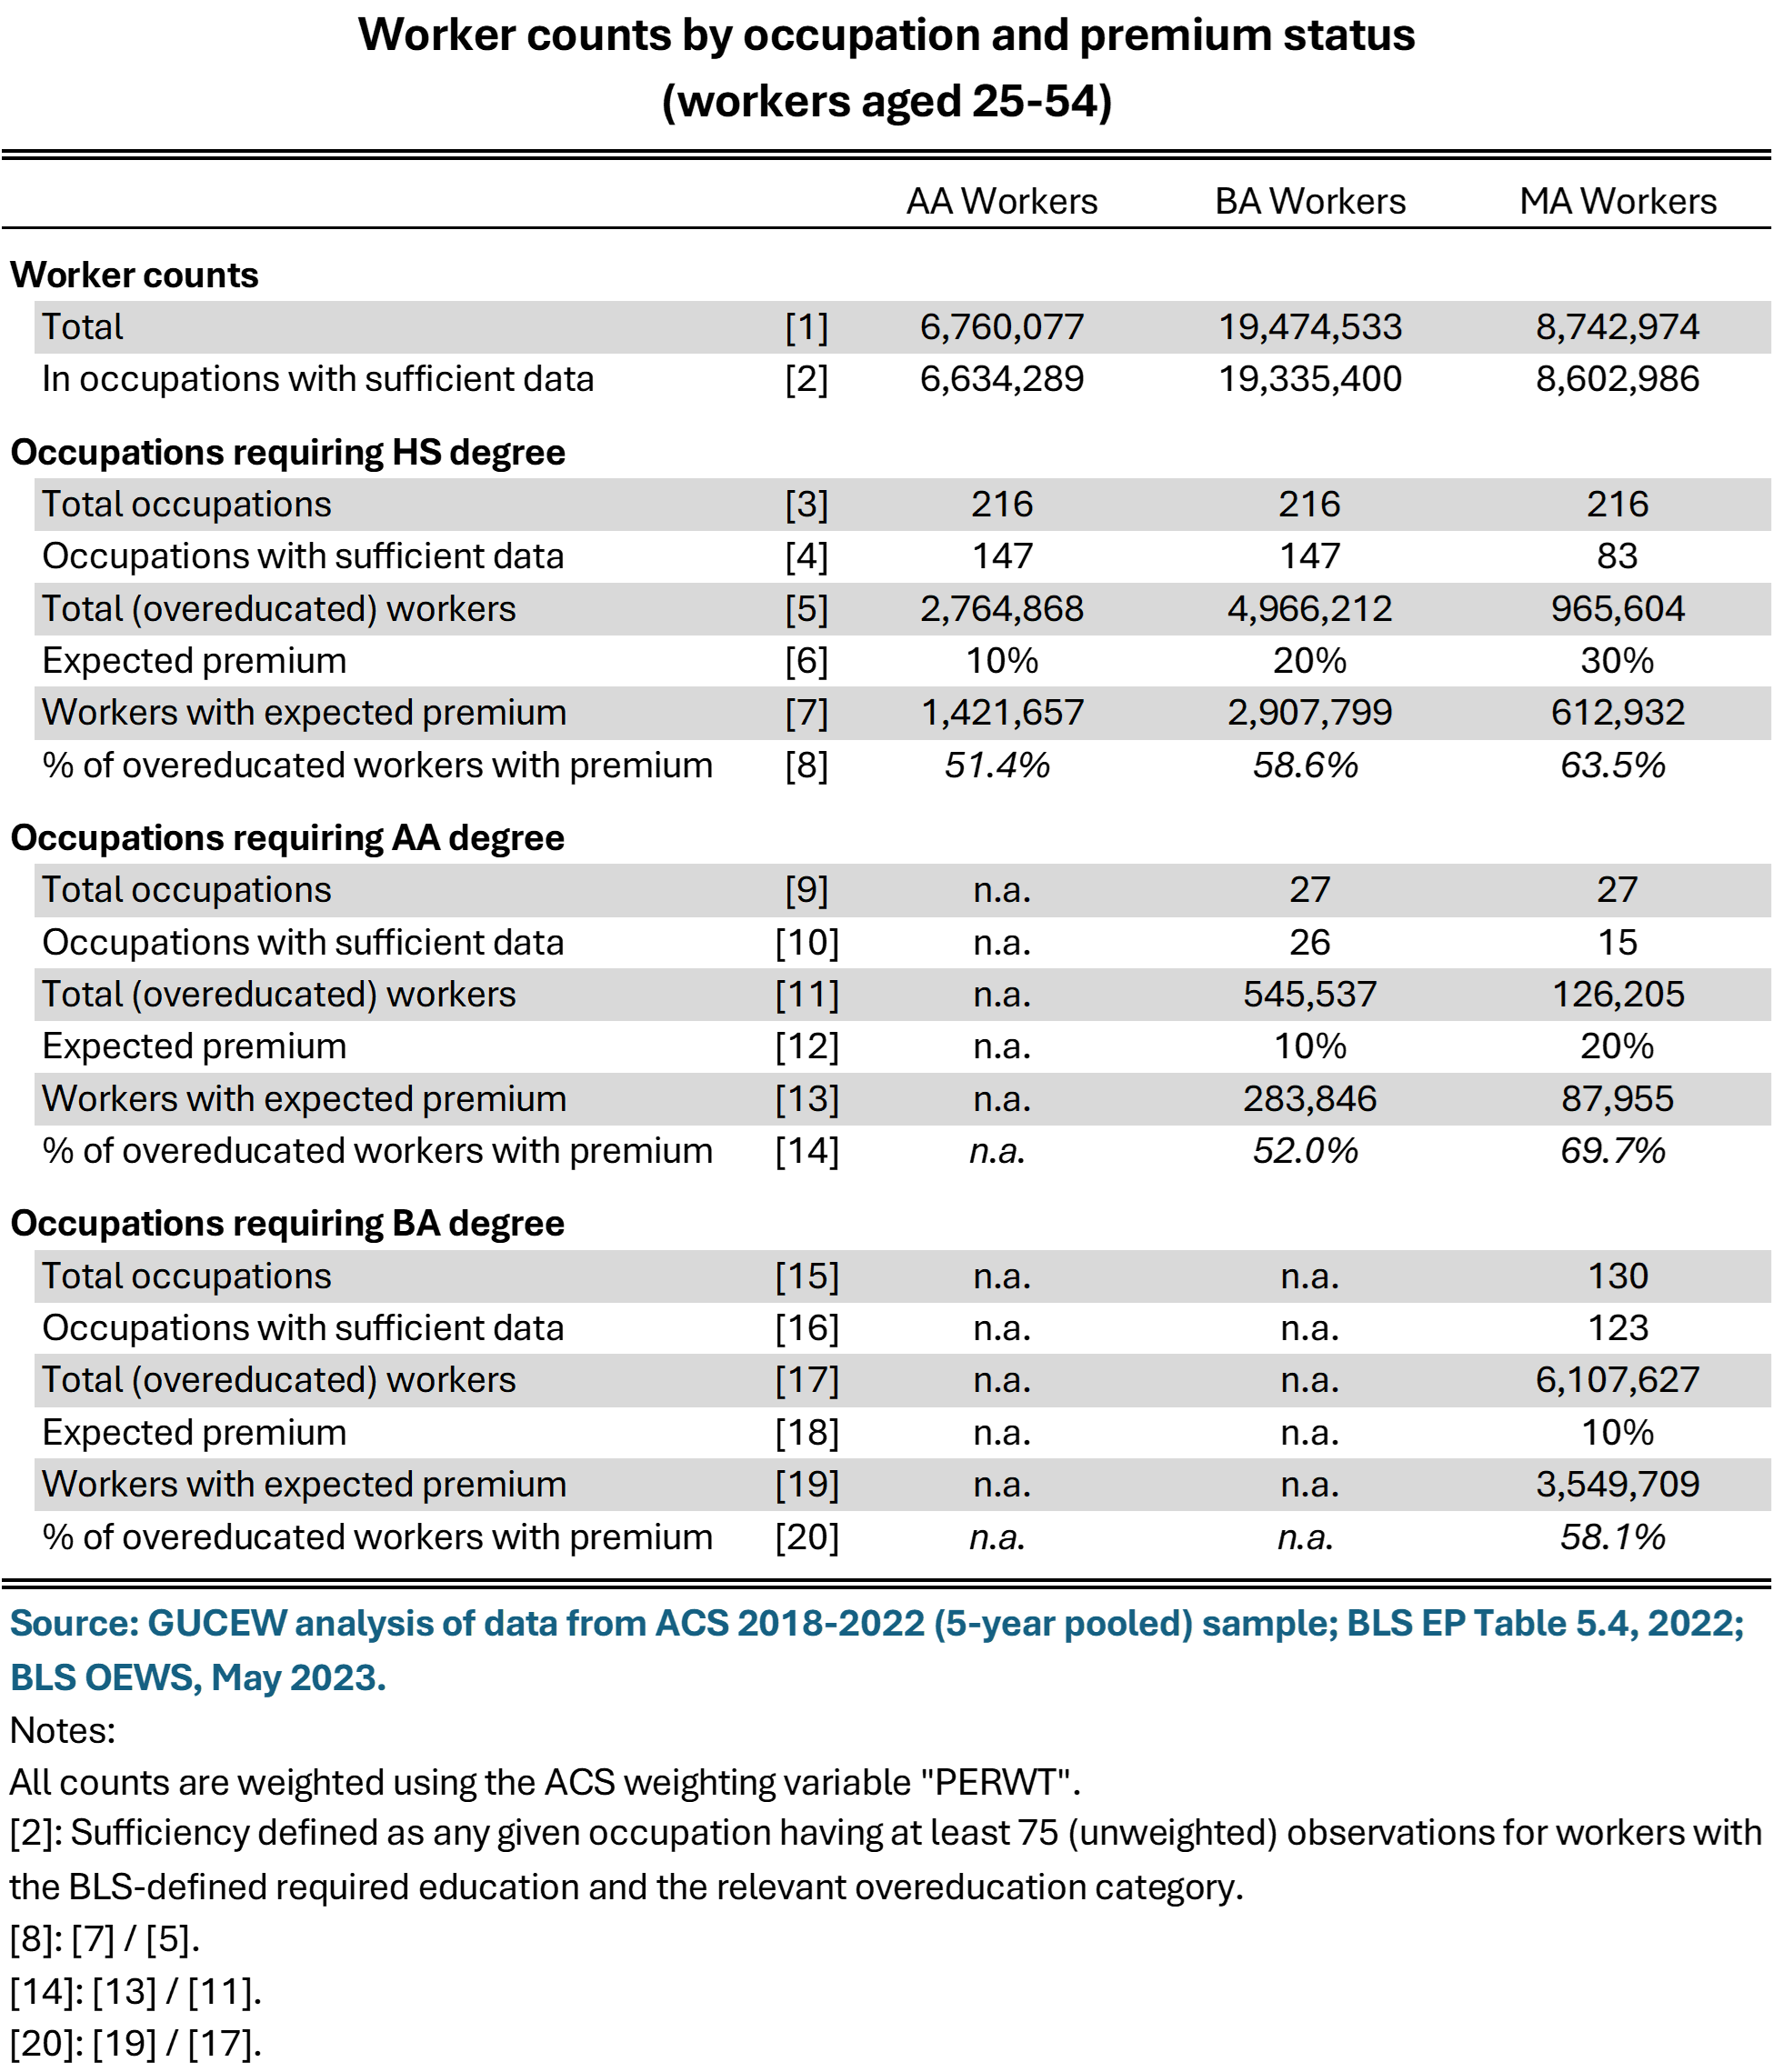 Worker counts by occupation and premium status
(workers aged 25-54)
AA Workers BA Workers MA Workers
Worker counts
Total [1] 6,760,077 19,474,533 8,742,974
In occupations with sufficient data [2] 6,634,289 19,335,400 8,602,986
Occupations requiring HS degree
Total occupations [3] 216 216 216
Occupations with sufficient data [4] 147 147 83
Total (overeducated) workers [5] 2,764,868 4,966,212 965,604
Expected premium [6] 10% 20% 30%
Workers with expected premium [7] 1,421,657 2,907,799 612,932
% of overeducated workers with premium [8] 51.4% 58.6% 63.5%
Occupations requiring AA degree
Total occupations [9] n.a. 27 27
Occupations with sufficient data [10] n.a. 26 15
Total (overeducated) workers [11] n.a. 545,537 126,205
Expected premium [12] n.a. 10% 20%
Workers with expected premium [13] n.a. 283,846 87,955
% of overeducated workers with premium [14] n.a. 52.0% 69.7%
Occupations requiring BA degree
Total occupations [15] n.a. n.a. 130
Occupations with sufficient data [16] n.a. n.a. 123
Total (overeducated) workers [17] n.a. n.a. 6,107,627
Expected premium [18] n.a. n.a. 10%
Workers with expected premium [19] n.a. n.a. 3,549,709
% of overeducated workers with premium [20] n.a. n.a. 58.1%
Source: GUCEW analysis of data from ACS 2018-2022 (5-year pooled) sample; BLS EP Table 5.4, 2022;
BLS OEWS, May 2023.
Notes:
All counts are weighted using the ACS weighting variable "PERWT".
[2]: Sufficiency defined as any given occupation having at least 75 (unweighted) observations for workers with
the BLS-defined required education and the relevant overeducation category.
[8]: [7] / [5].
[14]: [13] / [11].
[20]: [19] / [17].